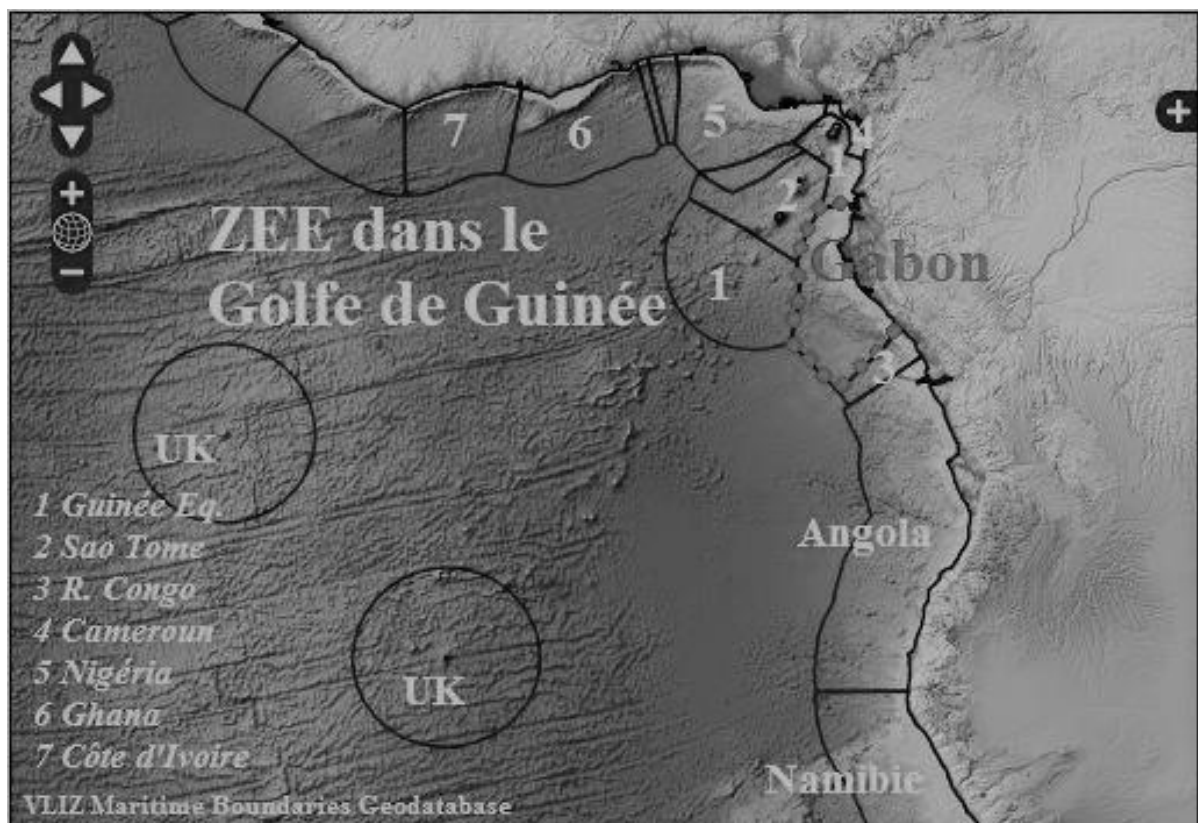 7
6
5
4
1
2
ZEE dans le
Golfe de Guinée
1
Gabon
3
UK
1 Guinée Eq.
2 Sao Tome
3 R. Congo
4 Cameroun
5 Nigéria
6 Ghana
7 Côte d'Ivoire
Angola
UK
Namibie
VLIZ Maritime Boundaries Geodatabase